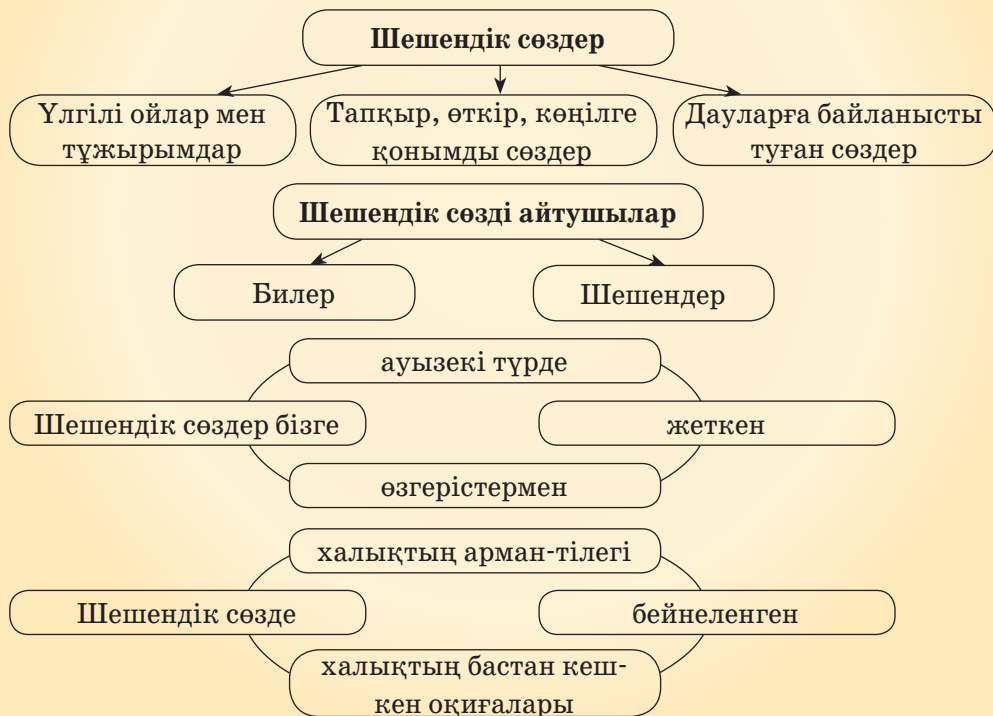 Шешендік сөздер
Үлгілі ойлар мен
тұжырымдар
Тапқыр, өткір, көңілге
қонымды сөздер
Дауларға байланысты
туған сөздер
Шешендік сөзді айтушылар
Билер
Шешендер
ауызекі түрде
Шешендік сөздер бізге
жеткен
өзгерістермен
халықтың арман-тілегі
Шешендік сөзде
бейнеленген
халықтың бастан кеш-
кен оқиғалары